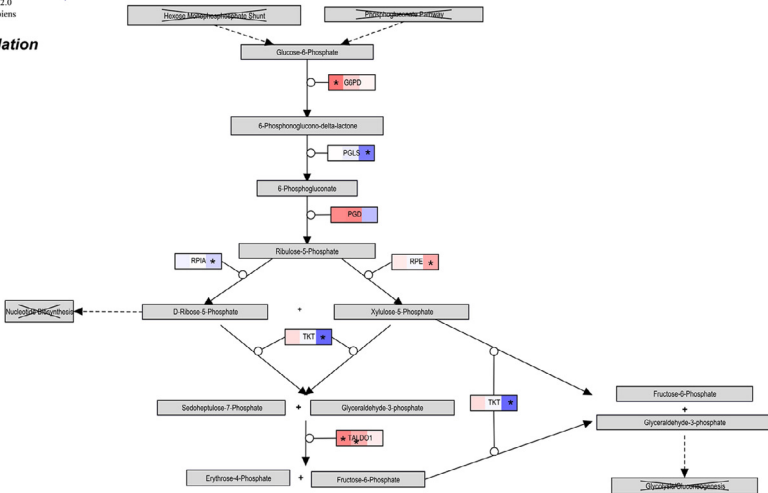 2.0
Hexose Monophosphate Shunt
Phosphogluconate Pathway
piens
lation
Glucose-6-Phosphate
* G6PD
6-Phosphonoglucono-delta-lactone
PGLS *
6-Phosphogluconate
PGD
Ribulose-5-Phosphate
RPIA *
RPE *
Nucleotide Biosynthesis
D-Ribose-5-Phosphate
+
Xylulose-5-Phosphate
TKT *
Fructose-6-Phosphate
TKT *
+
Sedoheptulose-7-Phosphate
+
Glyceraldehyde-3-phosphate
Glyceraldehyde-3-phosphate
* TALDO1 *
Erythrose-4-Phosphate
+
Fructose-6-Phosphate
Glycolysis/Gluconeogenesis